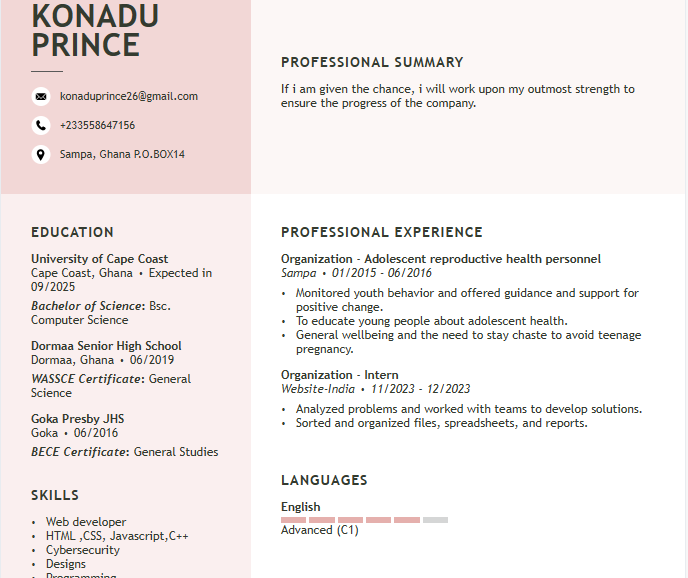 KONADU
PRINCE
konaduprince26@gmail.com
+233558647156
Sampa, Ghana P.O.BOX14
PROFESSIONAL SUMMARY
If i am given the chance, i will work upon my outmost strength to
ensure the progress of the company.
EDUCATION
University of Cape Coast
Cape Coast, Ghana • Expected in
09/2025
Bachelor of Science: Bsc.
Computer Science
Dormaa Senior High School
Dormaa, Ghana • 06/2019
WASSCE Certificate: General
Science
Goka Presby JHS
Goka • 06/2016
BECE Certificate: General Studies
SKILLS
• Web developer
• HTML ,CSS, Javascript,C++
• Cybersecurity
• Designs
• Programming
PROFESSIONAL EXPERIENCE
Organization - Adolescent reproductive health personnel
Sampa • 01/2015 - 06/2016
• Monitored youth behavior and offered guidance and support for
positive change.
• To educate young people about adolescent health.
• General wellbeing and the need to stay chaste to avoid teenage
pregnancy.
Organization - Intern
Website-India • 11/2023 - 12/2023
• Analyzed problems and worked with teams to develop solutions.
• Sorted and organized files, spreadsheets, and reports.
LANGUAGES
English
Advanced (C1)